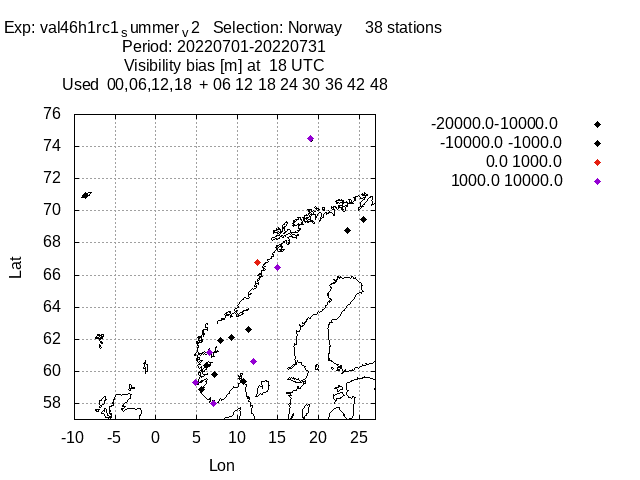 Exp: val46h1rc1summerv2   Selection: Norway     38 stations
Period: 20220701-20220731
Visibility bias [m] at  18 UTC
Used  00,06,12,18  + 06 12 18 24 30 36 42 48
-20000.0-10000.0
-10000.0 -1000.0
0.0 1000.0
1000.0 10000.0
76
74
72
70
68
66
64
62
60
58
Lat
-10 -5 0 5 10 15 20 25
Lon